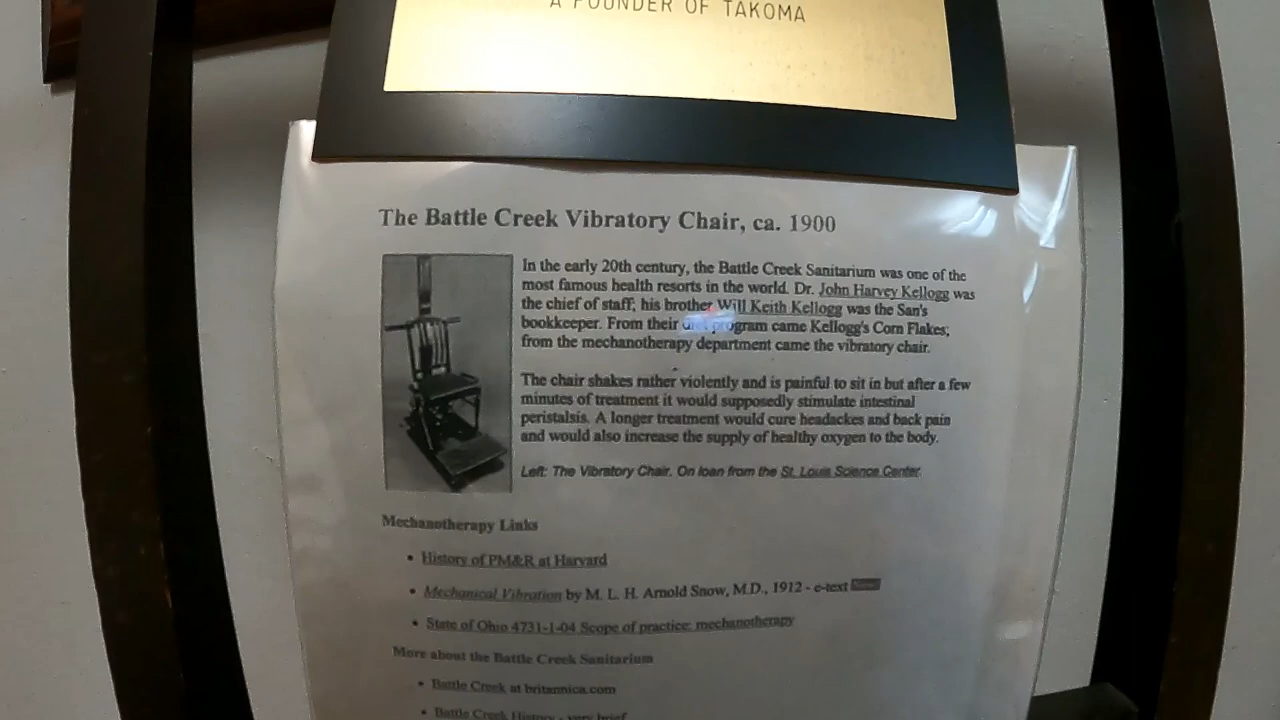 A FOUNDER OF TAKOMA
The Battle Creek Vibratory Chair, ca. 1900
In the early 20th century, the Battle Creek Sanitarium was one of the
most famous health resorts in the world. Dr. John Harvey Kellogg was
the chief of staff; his brother Will Keith Kellogg was the San's
bookkeeper. From their diet program came Kellogg's Corn Flakes;
from the mechanotherapy department came the vibratory chair.
The chair shakes rather violently and is painful to sit in but after a few
minutes of treatment it would supposedly stimulate intestinal
peristalsis. A longer treatment would cure headackes and back pain
and would also increase the supply of healthy oxygen to the body.
Left: The Vibratory Chair. On loan from the St. Louis Science Center.
Mechanotherapy Links
• History of PM&R at Harvard
• Mechanical Vibration by M. L. H. Arnold Snow, M.D., 1912 - e-text
• State of Ohio 4731-1-04 Scope of practice: mechanotherapy
More about the Battle Creek Sanitarium
• Battle Creek at britannica.com
• Battle Creek History - very brief